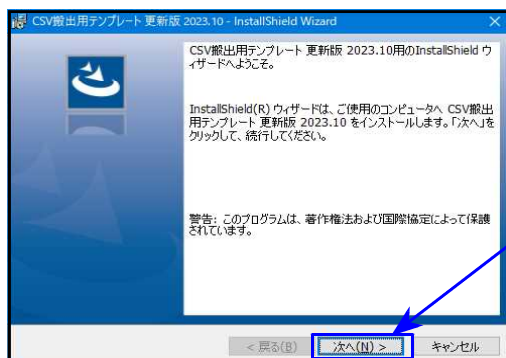 CSV搬出用テンプレート 更新版 2023.10 - InstallShield Wizard
CSV搬出用テンプレート 更新版 2023.10用のInstallShield ウ
ィザードへようこそ。
InstallShield(R) ウィザードは、ご使用のコンピュータへ CSV搬出
用テンプレート 更新版 2023.10 をインストールします。「次へ」を
クリックして、続行してください。
警告: このプログラムは、著作権法および国際協定によって保護
されています。
< 戻る(B)
次へ(N) >
キャンセル